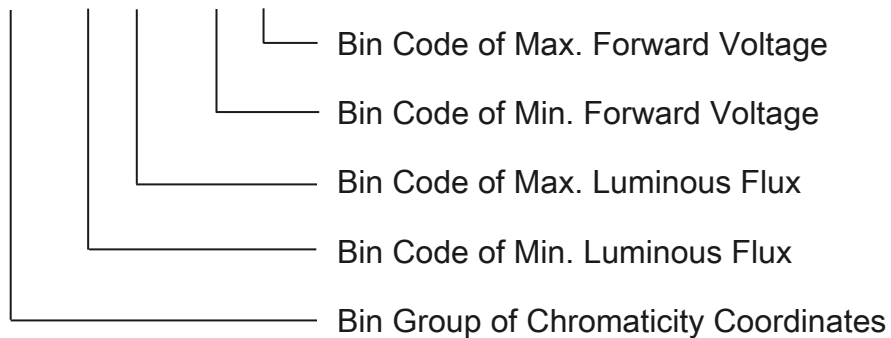 Bin Code of Max. Forward Voltage
Bin Code of Min. Forward Voltage
Bin Code of Max. Luminous Flux
Bin Code of Min. Luminous Flux
Bin Group of Chromaticity Coordinates